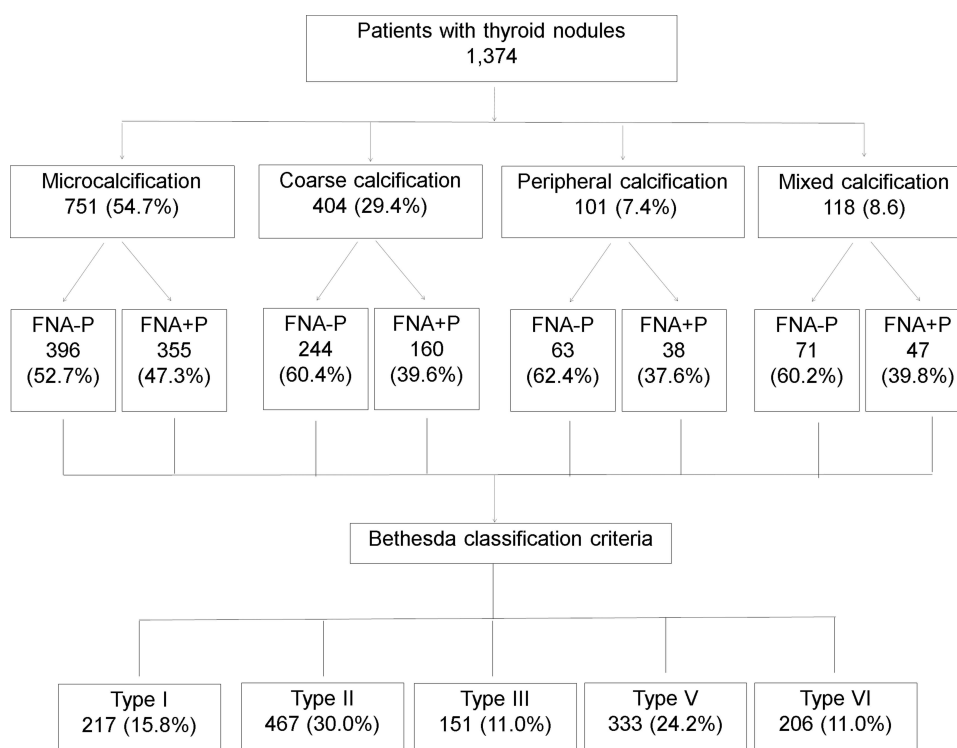 Patients with thyroid nodules
1,374
Microcalcification
751 (54.7%)
Coarse calcification
404 (29.4%)
Peripheral calcification
101 (7.4%)
Mixed calcification
118 (8.6)
FNA-P
396
(52.7%)
FNA+P
355
(47.3%)
FNA-P
244
(60.4%)
FNA+P
160
(39.6%)
FNA-P
63
(62.4%)
FNA+P
38
(37.6%)
FNA-P
71
(60.2%)
FNA+P
47
(39.8%)
Bethesda classification criteria
Type I
217 (15.8%)
Type II
467 (30.0%)
Type III
151 (11.0%)
Type V
333 (24.2%)
Type VI
206 (11.0%)